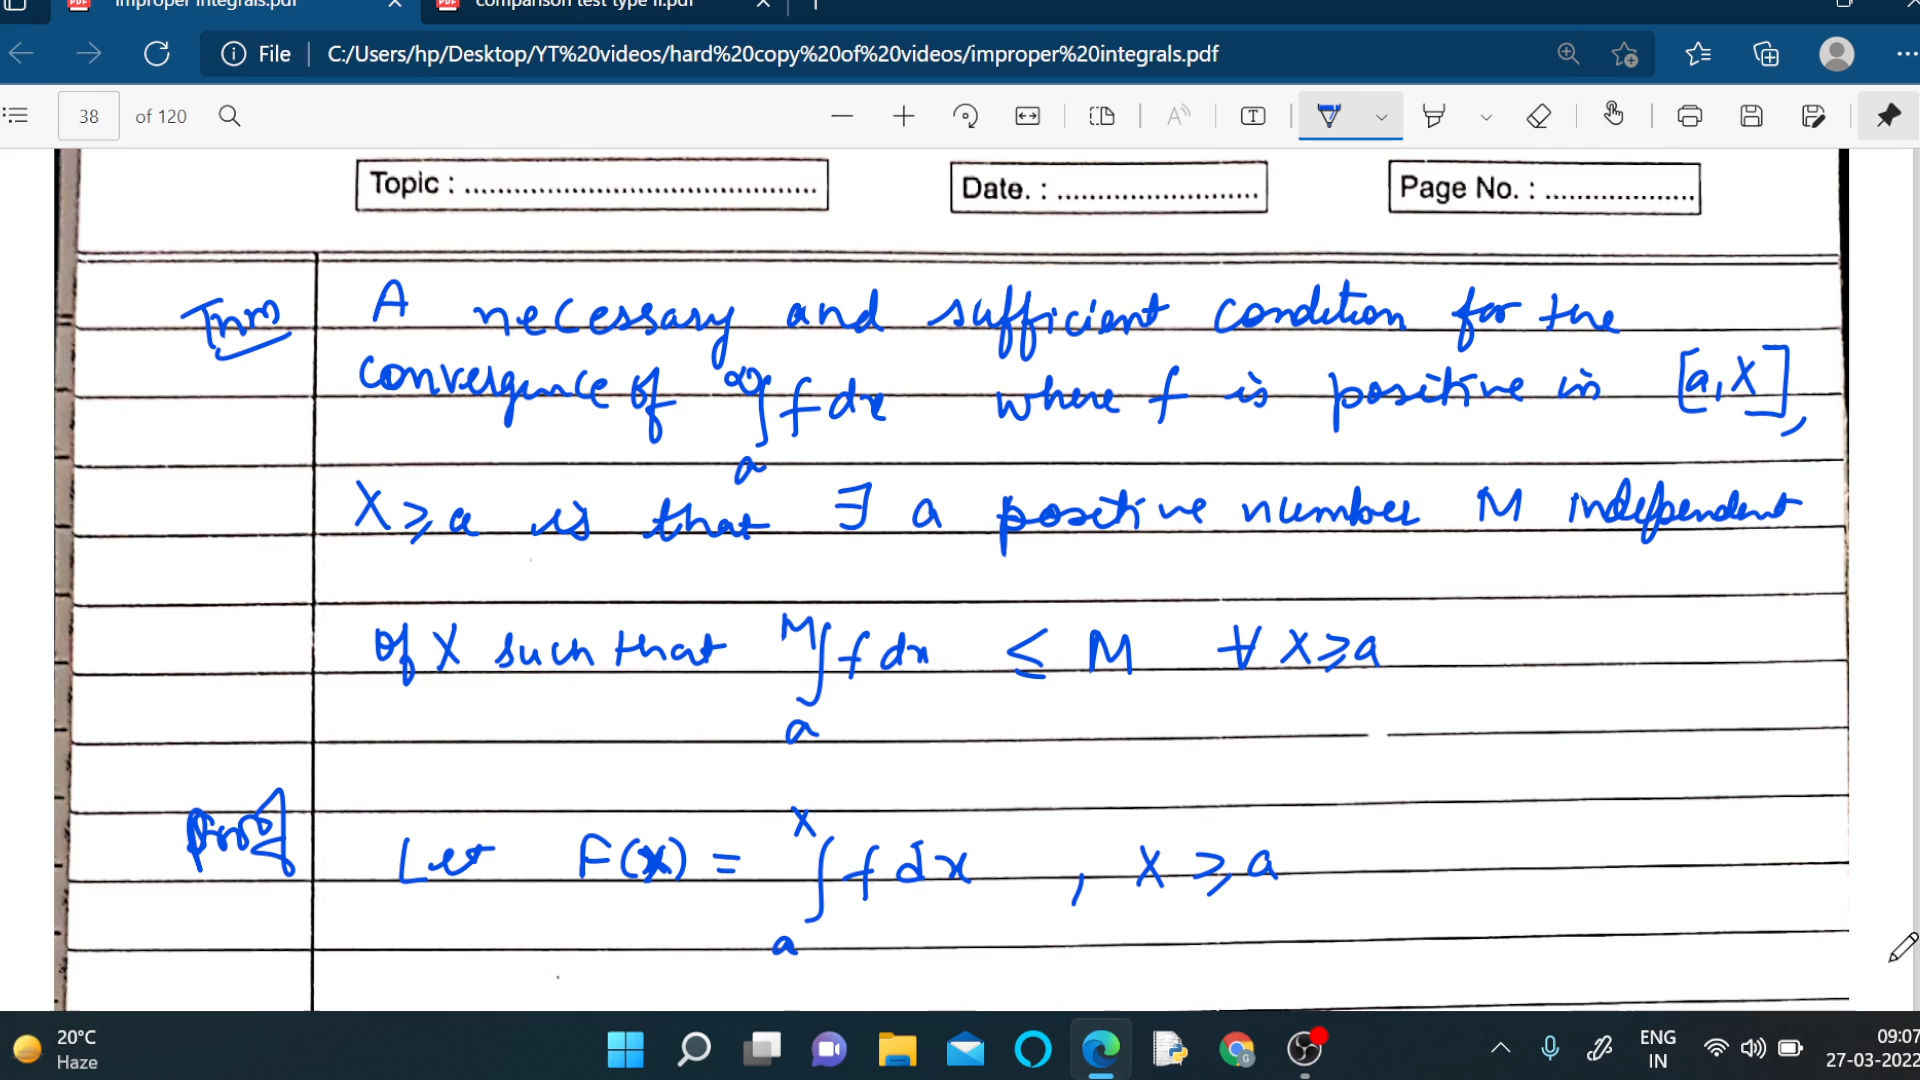 improper integrals.pdf
comparison test type II.pdf
File
C:/Users/hp/Desktop/YT%20videos/hard%20copy%20of%20videos/improper%20integrals.pdf
38 of 120
Topic : ........................................
Date. : ........................
Page No. : ..................
Thm
A necessary and sufficient condition for the
convergence of ∫_a^∞ f dx where f is positive in [a, X],
X ⩾ a is that ∃ a positive number M independent
of X such that ∫_a^M f dx ≤ M ∀ X ⩾ a
Proof
Let F(X) = ∫_a^X f dx , X ⩾ a
20°C
Haze
ENG
IN
09:07
27-03-2022